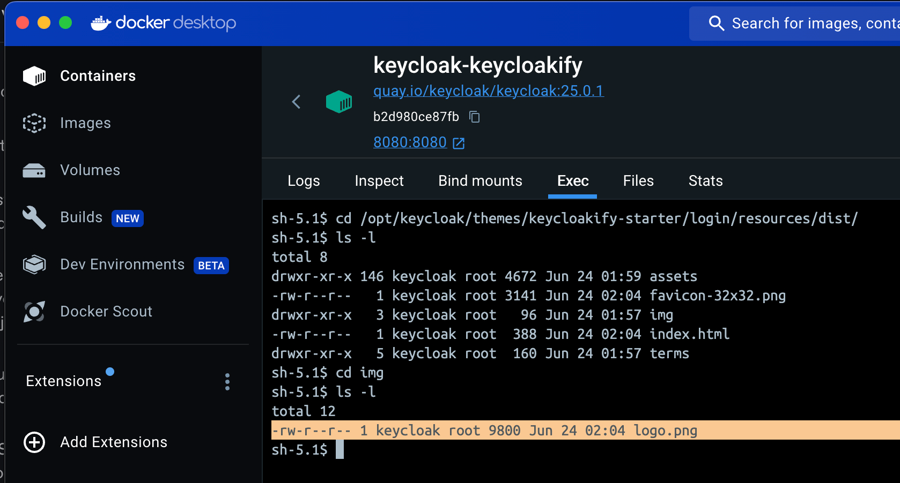 docker desktop
Search for images, conta
Containers
Images
Volumes
Builds NEW
Dev Environments BETA
Docker Scout
Extensions
Add Extensions
keycloak-keycloakify
quay.io/keycloak/keycloak:25.0.1
b2d980ce87fb
8080:8080
Logs Inspect Bind mounts Exec Files Stats
sh-5.1$ cd /opt/keycloak/themes/keycloakify-starter/login/resources/dist/
sh-5.1$ ls -l
total 8
drwxr-xr-x 146 keycloak root 4672 Jun 24 01:59 assets
-rw-r--r--   1 keycloak root 3141 Jun 24 02:04 favicon-32x32.png
drwxr-xr-x   3 keycloak root   96 Jun 24 01:57 img
-rw-r--r--   1 keycloak root  388 Jun 24 02:04 index.html
drwxr-xr-x   5 keycloak root  160 Jun 24 01:57 terms
sh-5.1$ cd img
sh-5.1$ ls -l
total 12
-rw-r--r-- 1 keycloak root 9800 Jun 24 02:04 logo.png
sh-5.1$